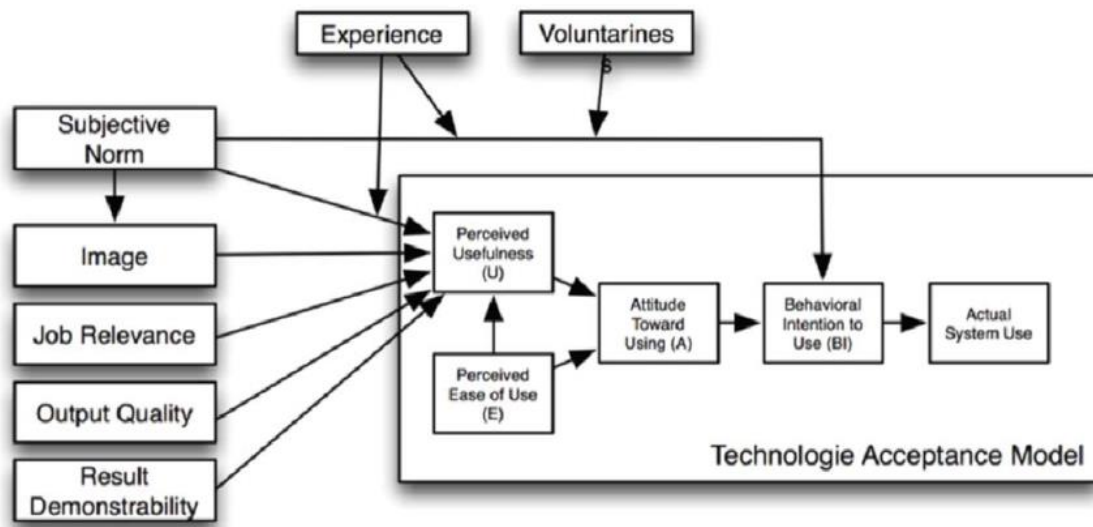 Experience
Voluntarines
s
Subjective
Norm
Image
Job Relevance
Output Quality
Result
Demonstrability
Perceived
Usefulness
(U)
Perceived
Ease of Use
(E)
Attitude
Toward
Using (A)
Behavioral
Intention to
Use (BI)
Actual
System Use
Technologie Acceptance Model